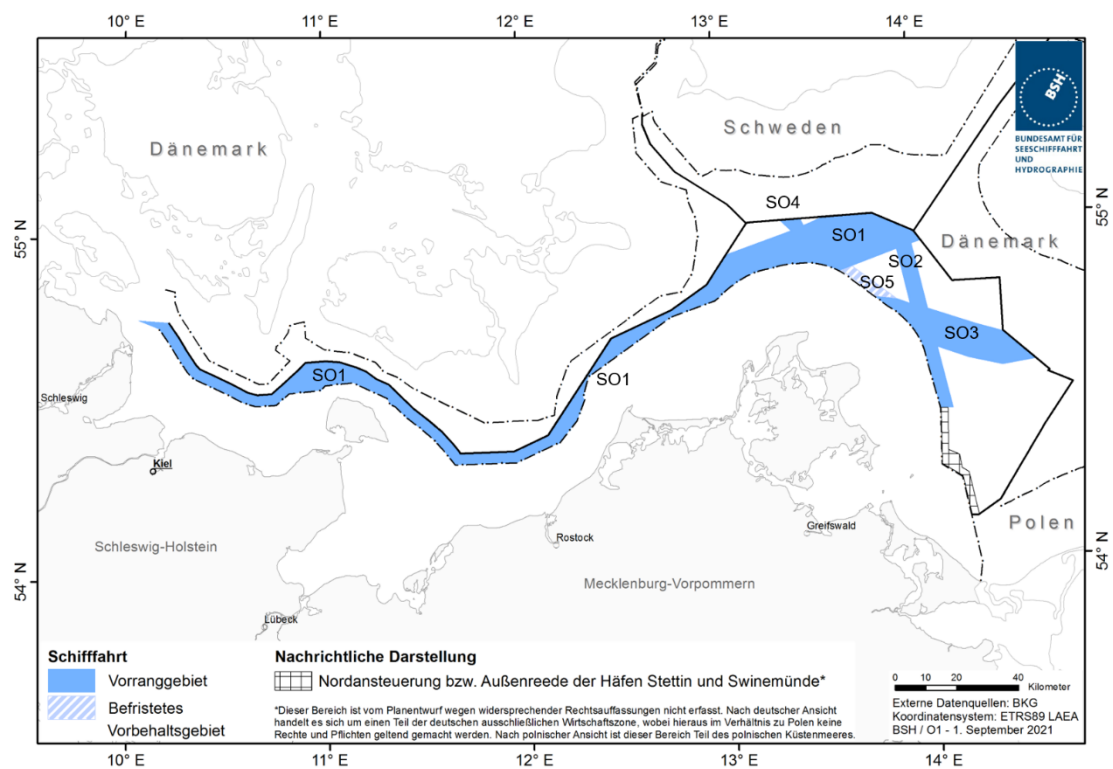 10° E
11° E
12° E
13° E
14° E
BSH
BUNDESAMT FÜR
SEESCHIFFFAHRT
UND
HYDROGRAPHIE
Schweden
Dänemark
SO4
55° N
55° N
SO1
Dänemark
SO2
SO5
SO3
SO1
SO1
Schleswig
Kiel
Polen
Greifswald
Rostock
Schleswig-Holstein
54° N
54° N
Mecklenburg-Vorpommern
Lübeck
Schifffahrt
Vorranggebiet
Befristetes
Vorbehaltsgebiet
Nachrichtliche Darstellung
Nordansteuerung bzw. Außenreede der Häfen Stettin und Swinemünde*
*Dieser Bereich ist vom Planentwurf wegen widersprechender Rechtsauffassungen nicht erfasst. Nach deutscher Ansicht
handelt es sich um einen Teil der deutschen ausschließlichen Wirtschaftszone, wobei hieraus im Verhältnis zu Polen keine
Rechte und Pflichten geltend gemacht werden. Nach polnischer Ansicht ist dieser Bereich Teil des polnischen Küstenmeeres.
0 10 20 40
Kilometer
Externe Datenquellen: BKG
Koordinatensystem: ETRS89 LAEA
BSH / O1 - 1. September 2021
10° E
11° E
12° E
13° E
14° E